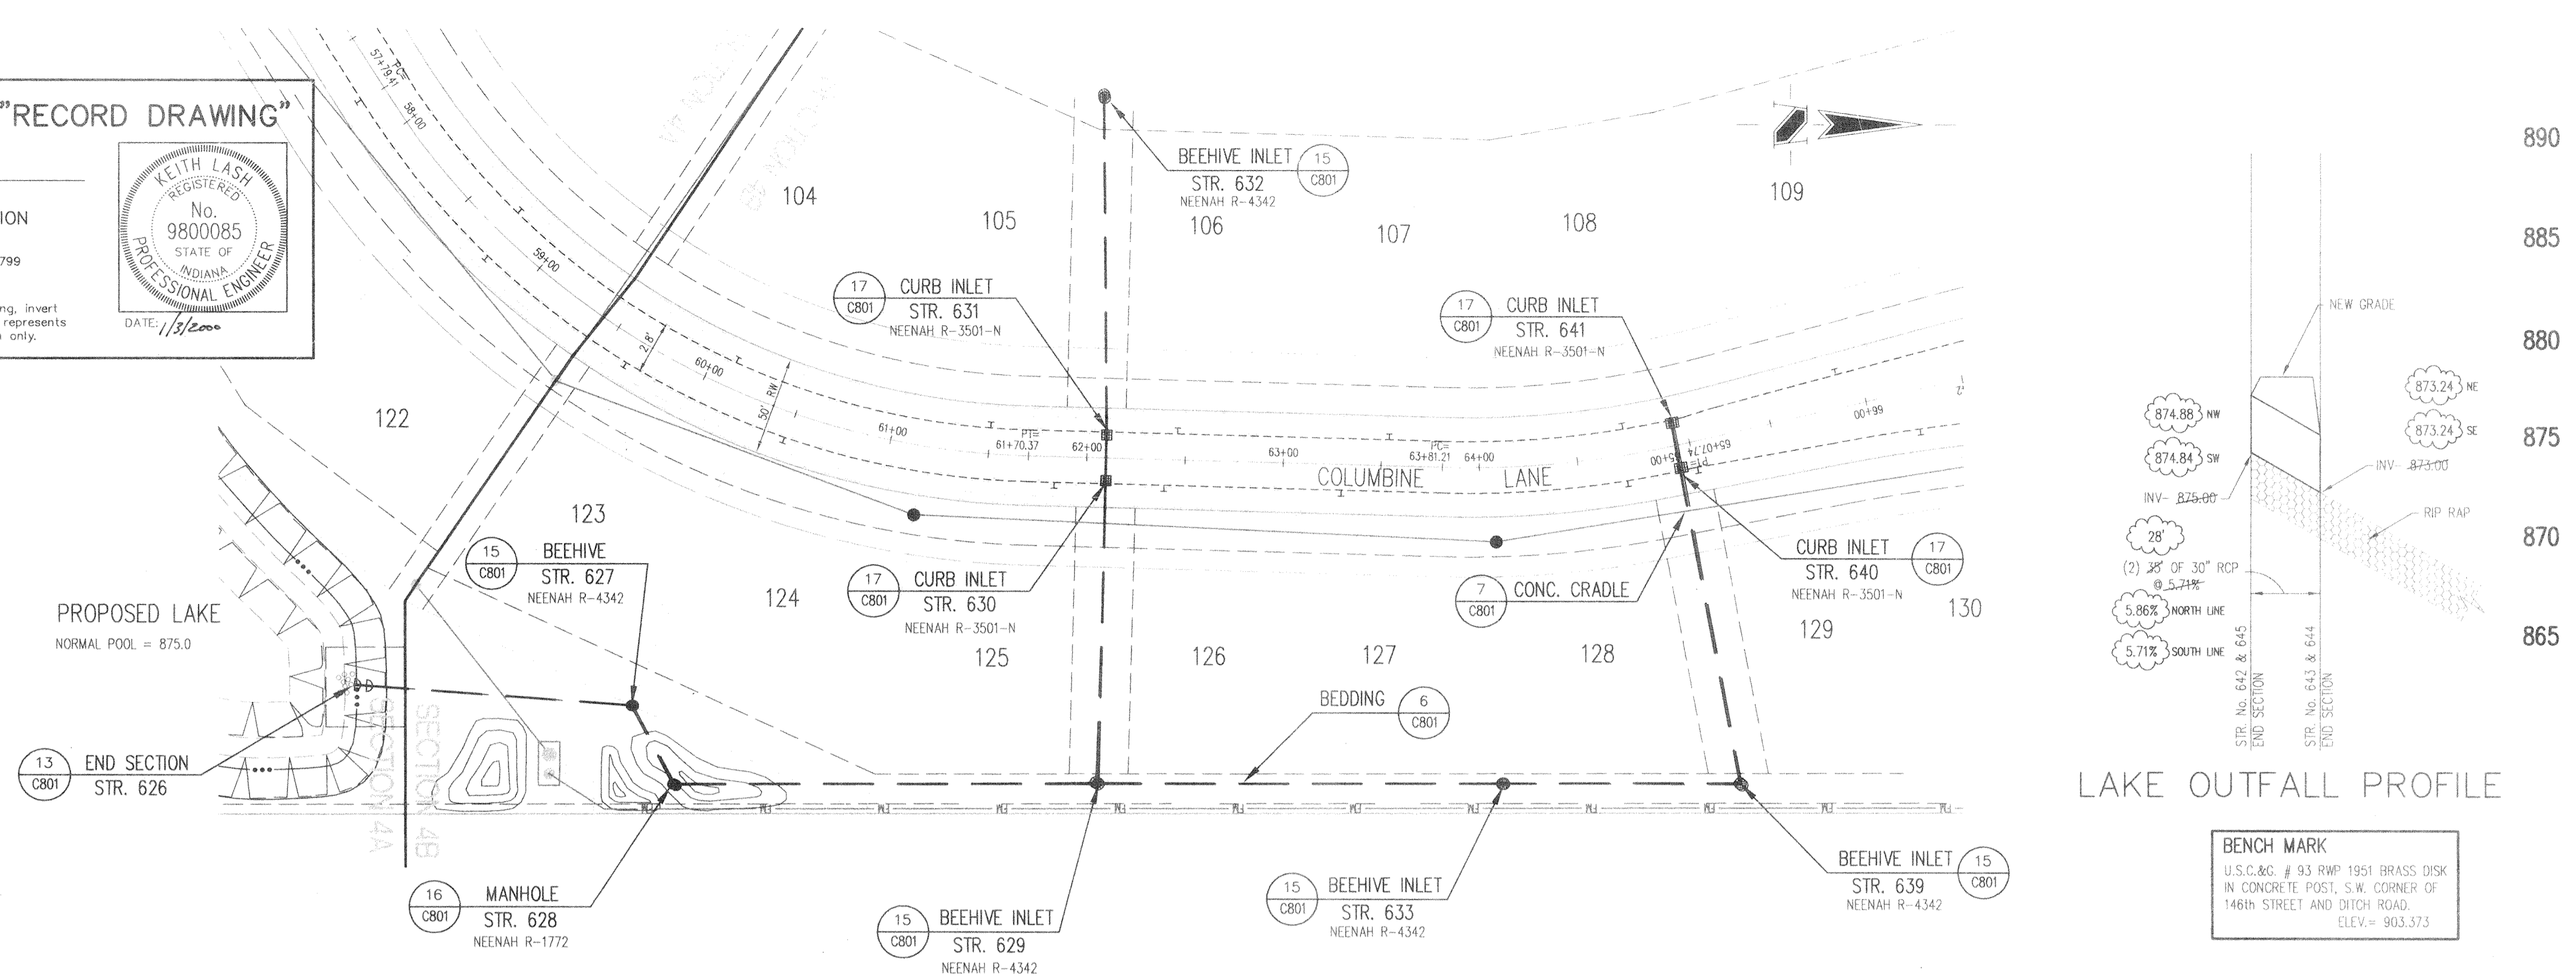 "RECORD DRAWING"
KEITH LASH
REGISTERED
No.
9800085
STATE OF
INDIANA
PROFESSIONAL ENGINEER
ION
799
ng, invert
represents
only.
DATE: 1/3/2000
PC=
57+79.41
58+00
59+00
60+00
61+00
PT=
61+70.37
62+00
63+00
PC=
63+81.21
64+00
65+00
PT=
65+07.74
66+00
28'
50' RW
COLUMBINE LANE
104
105
106
107
108
109
122
123
124
125
126
127
128
129
130
BEEHIVE INLET
STR. 632
NEENAH R-4342
15
C801
17
C801
CURB INLET
STR. 631
NEENAH R-3501-N
17
C801
CURB INLET
STR. 641
NEENAH R-3501-N
15
C801
BEEHIVE
STR. 627
NEENAH R-4342
17
C801
CURB INLET
STR. 630
NEENAH R-3501-N
7
C801
CONC. CRADLE
CURB INLET
STR. 640
NEENAH R-3501-N
17
C801
PROPOSED LAKE
NORMAL POOL = 875.0
BEDDING
6
C801
13
C801
END SECTION
STR. 626
SECTION 4A
SECTION 4B
16
C801
MANHOLE
STR. 628
NEENAH R-1772
15
C801
BEEHIVE INLET
STR. 629
NEENAH R-4342
15
C801
BEEHIVE INLET
STR. 633
NEENAH R-4342
BEEHIVE INLET
STR. 639
NEENAH R-4342
15
C801
890
885
880
875
870
865
NEW GRADE
873.24 NE
873.24 SE
874.88 NW
874.84 SW
INV- 873.00
INV- 875.00
RIP RAP
28'
(2) 35' OF 30" RCP
@ 5.71%
5.86% NORTH LINE
5.71% SOUTH LINE
STR. No. 642 & 645
END SECTION
STR. No. 643 & 644
END SECTION
LAKE OUTFALL PROFILE
BENCH MARK
U.S.C.&G. # 93 RWP 1951 BRASS DISK
IN CONCRETE POST, S.W. CORNER OF
146th STREET AND DITCH ROAD.
ELEV.= 903.373